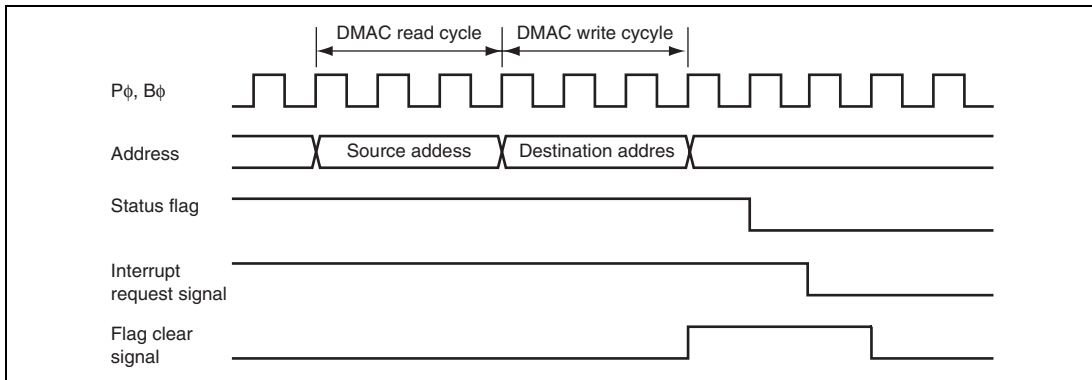 DMAC read cycle
DMAC write cycyle
Pϕ, Bϕ
Address
Source addess
Destination addres
Status flag
Interrupt
request signal
Flag clear
signal